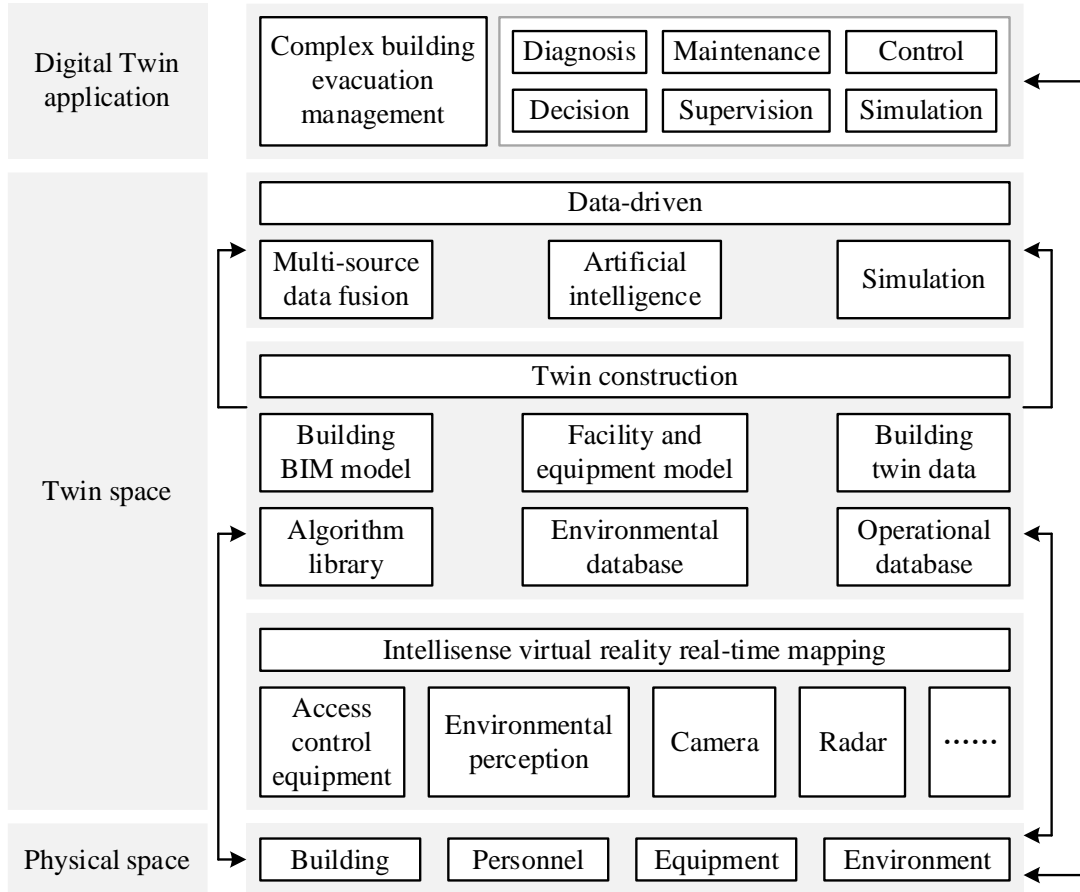 Digital Twin
application
Complex building
evacuation
management
Diagnosis
Maintenance
Control
Decision
Supervision
Simulation
Twin space
Data-driven
Multi-source
data fusion
Artificial
intelligence
Simulation
Twin construction
Building
BIM model
Facility and
equipment model
Building
twin data
Algorithm
library
Environmental
database
Operational
database
Intellisense virtual reality real-time mapping
Access
control
equipment
Environmental
perception
Camera
Radar
······
Physical space
Building
Personnel
Equipment
Environment